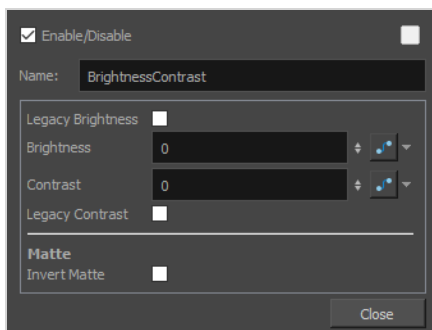 Enable/Disable
Name: BrightnessContrast
Legacy Brightness
Brightness 0
Contrast 0
Legacy Contrast
Matte
Invert Matte
Close